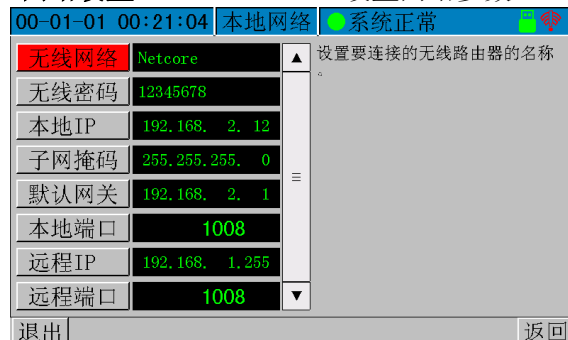 00-01-01 00:21:04 本地网络 系统正常
无线网络 Netcore
设置要连接的无线路由器的名称
。
无线密码 12345678
本地IP 192.168. 2. 12
子网掩码 255.255.255. 0
默认网关 192.168. 2. 1
本地端口 1008
远程IP 192.168. 1.255
远程端口 1008
退出 返回